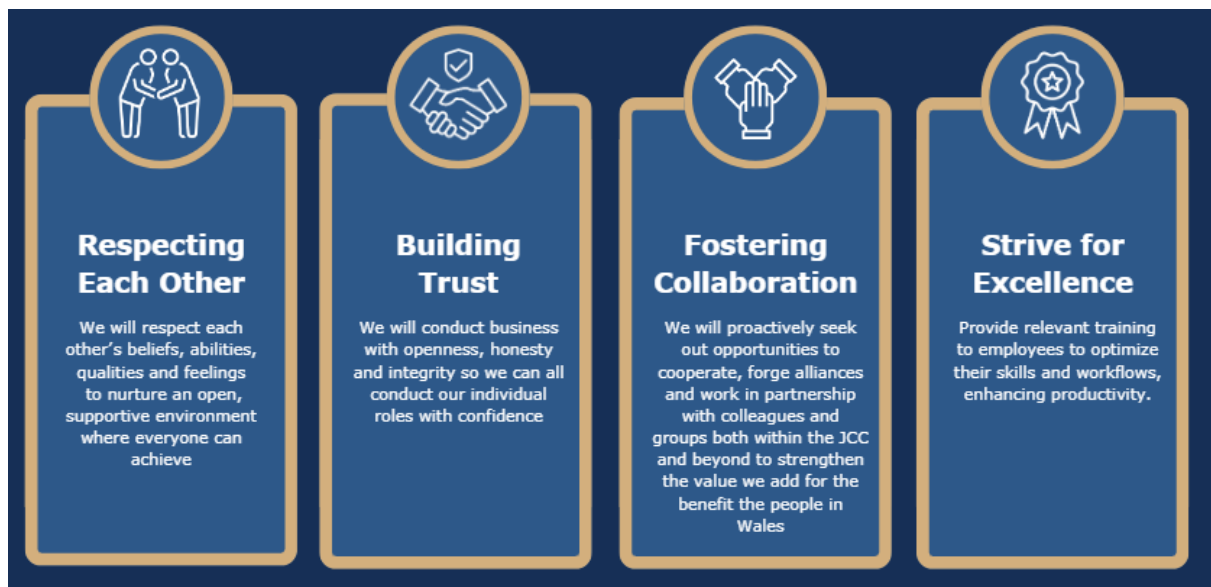 Respecting
Each Other
We will respect each
other's beliefs, abilities,
qualities and feelings
to nurture an open,
supportive environment
where everyone can
achieve
Building
Trust
We will conduct business
with openness, honesty
and integrity so we can all
conduct our individual
roles with confidence
Fostering
Collaboration
We will proactively seek
out opportunities to
cooperate, forge alliances
and work in partnership
with colleagues and
groups both within the JCC
and beyond to strengthen
the value we add for the
benefit the people in
Wales
Strive for
Excellence
Provide relevant training
to employees to optimize
their skills and workflows,
enhancing productivity.